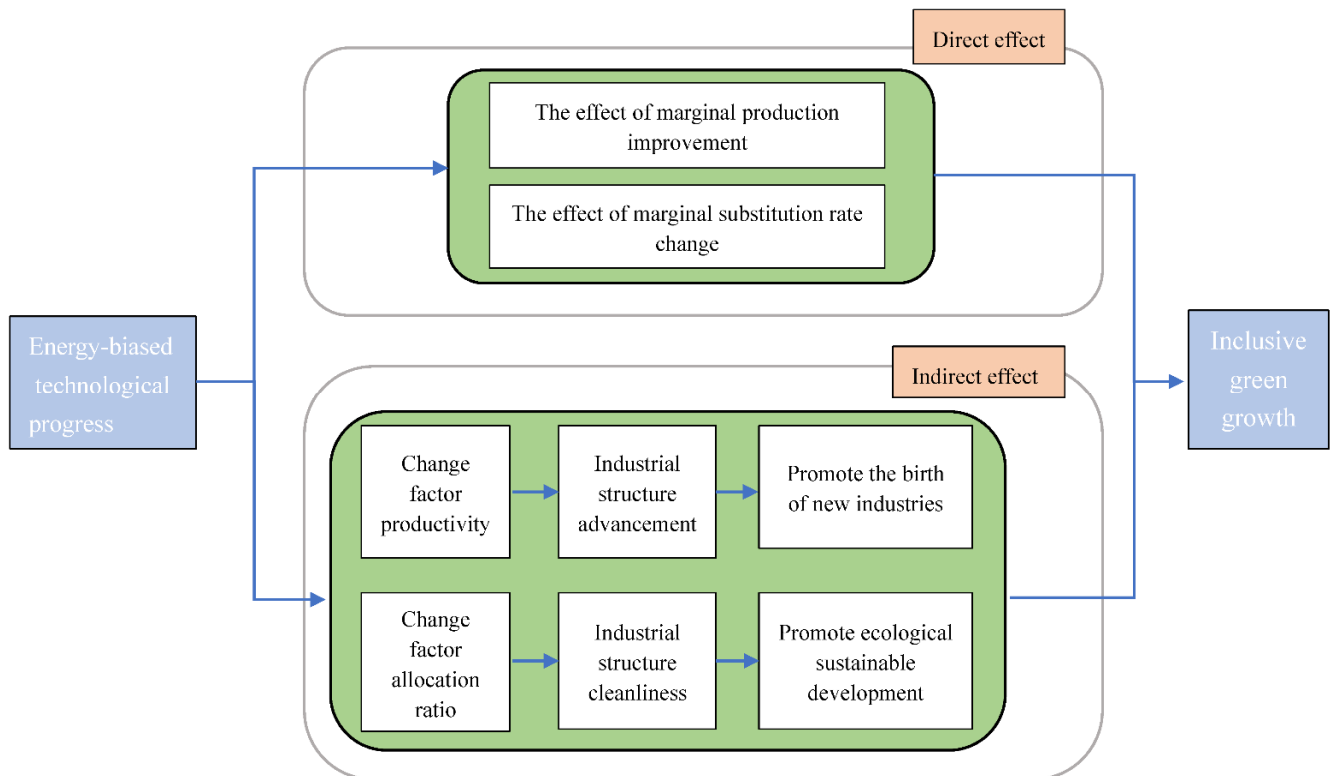 Direct effect
The effect of marginal production
improvement
The effect of marginal substitution rate
change
Energy-biased
technological
progress
Inclusive
green
growth
Indirect effect
Change
factor
productivity
Industrial
structure
advancement
Promote the birth
of new industries
Change
factor
allocation
ratio
Industrial
structure
cleanliness
Promote ecological
sustainable
development